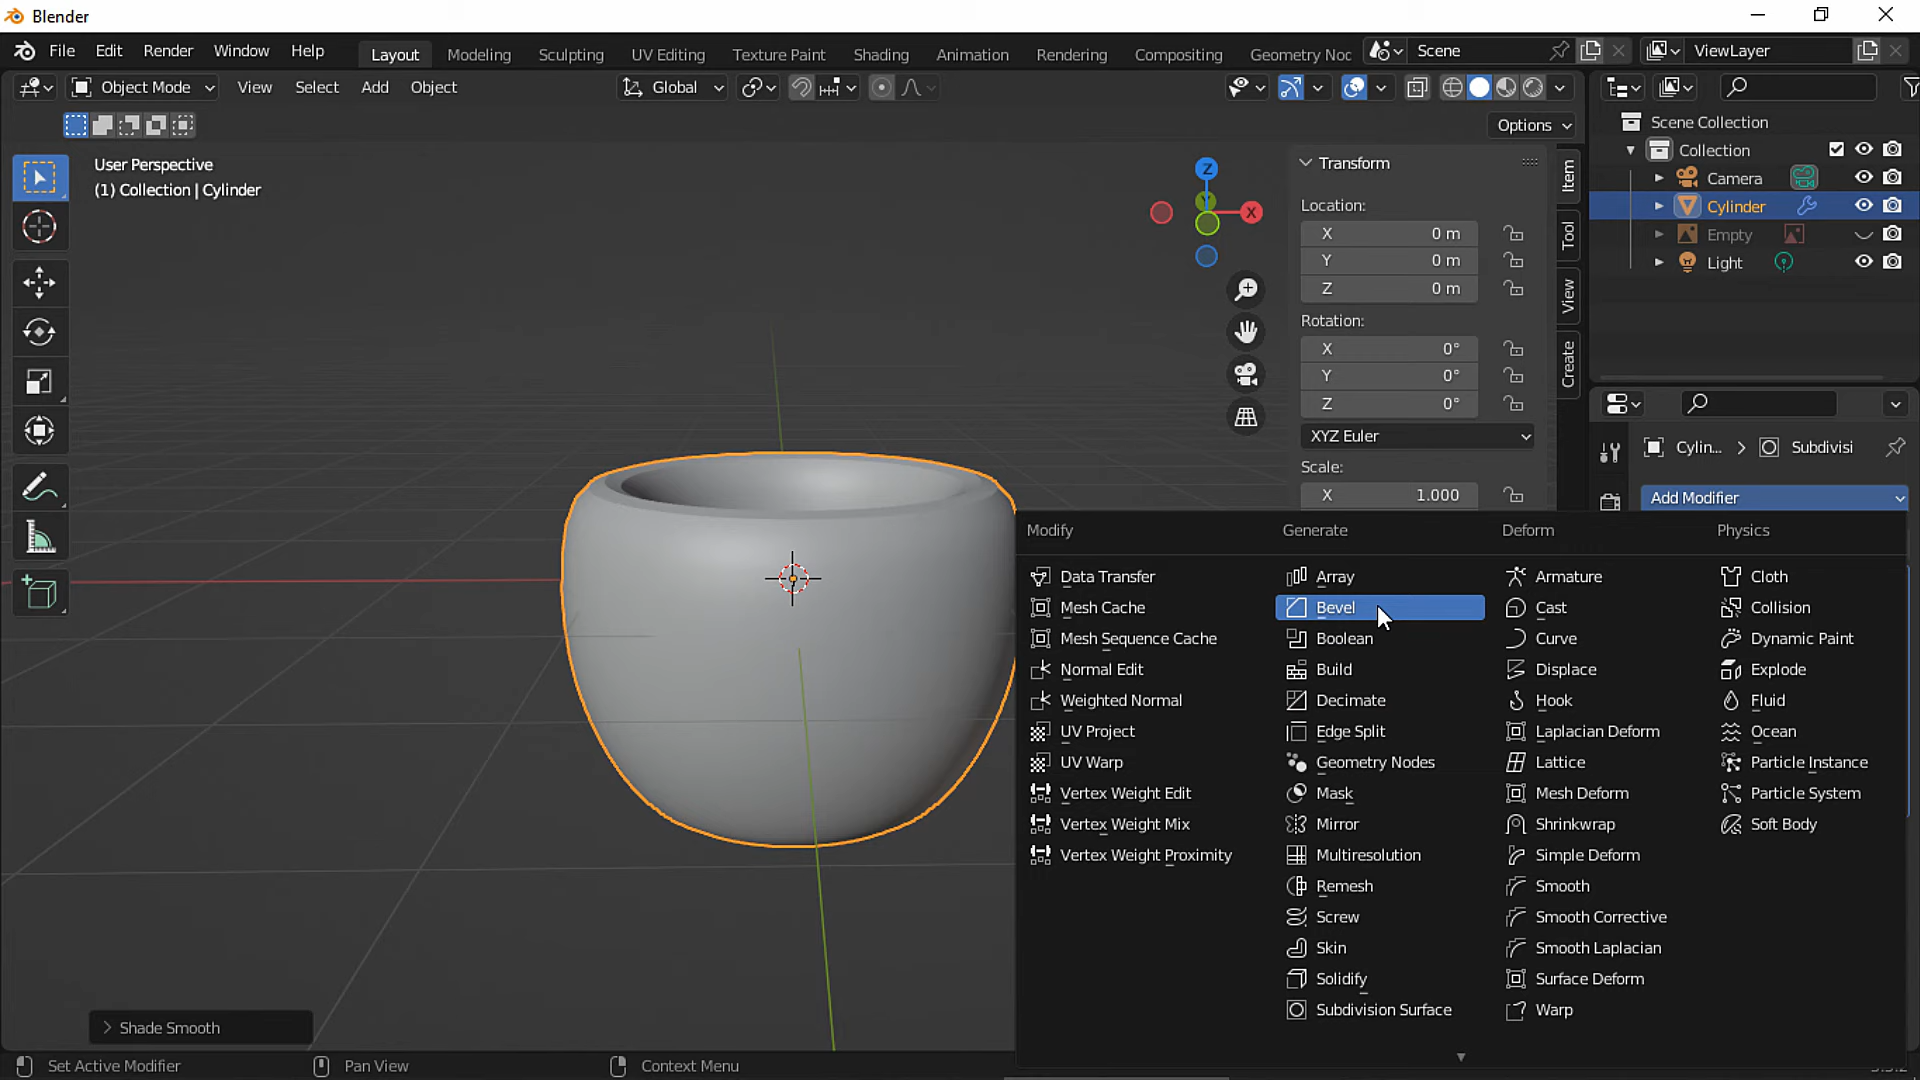 Blender
File Edit Render Window Help Layout Modeling Sculpting UV Editing Texture Paint Shading Animation Rendering Compositing Geometry Noc Scene ViewLayer
Object Mode View Select Add Object Global
Options
User Perspective
(1) Collection | Cylinder
Z
Y
X
Transform
Location:
X 0 m
Y 0 m
Z 0 m
Rotation:
X 0°
Y 0°
Z 0°
XYZ Euler
Scale:
X 1.000
Item
Tool
View
Create
Scene Collection
Collection
Camera
Cylinder
Empty
Light
Cylin... Subdivisi
Add Modifier
Modify
Data Transfer
Mesh Cache
Mesh Sequence Cache
Normal Edit
Weighted Normal
UV Project
UV Warp
Vertex Weight Edit
Vertex Weight Mix
Vertex Weight Proximity
Generate
Array
Bevel
Boolean
Build
Decimate
Edge Split
Geometry Nodes
Mask
Mirror
Multiresolution
Remesh
Screw
Skin
Solidify
Subdivision Surface
Deform
Armature
Cast
Curve
Displace
Hook
Laplacian Deform
Lattice
Mesh Deform
Shrinkwrap
Simple Deform
Smooth
Smooth Corrective
Smooth Laplacian
Surface Deform
Warp
Physics
Cloth
Collision
Dynamic Paint
Explode
Fluid
Ocean
Particle Instance
Particle System
Soft Body
Shade Smooth
Set Active Modifier Pan View Context Menu